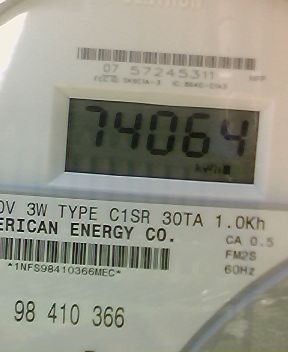 07 57245311
74064
kWh
0V 3W TYPE C1SR 30TA 1.0Kh
ERICAN ENERGY CO.
CA 0.5
FM2S
*1NFS98410366MEC*
60Hz
98 410 366